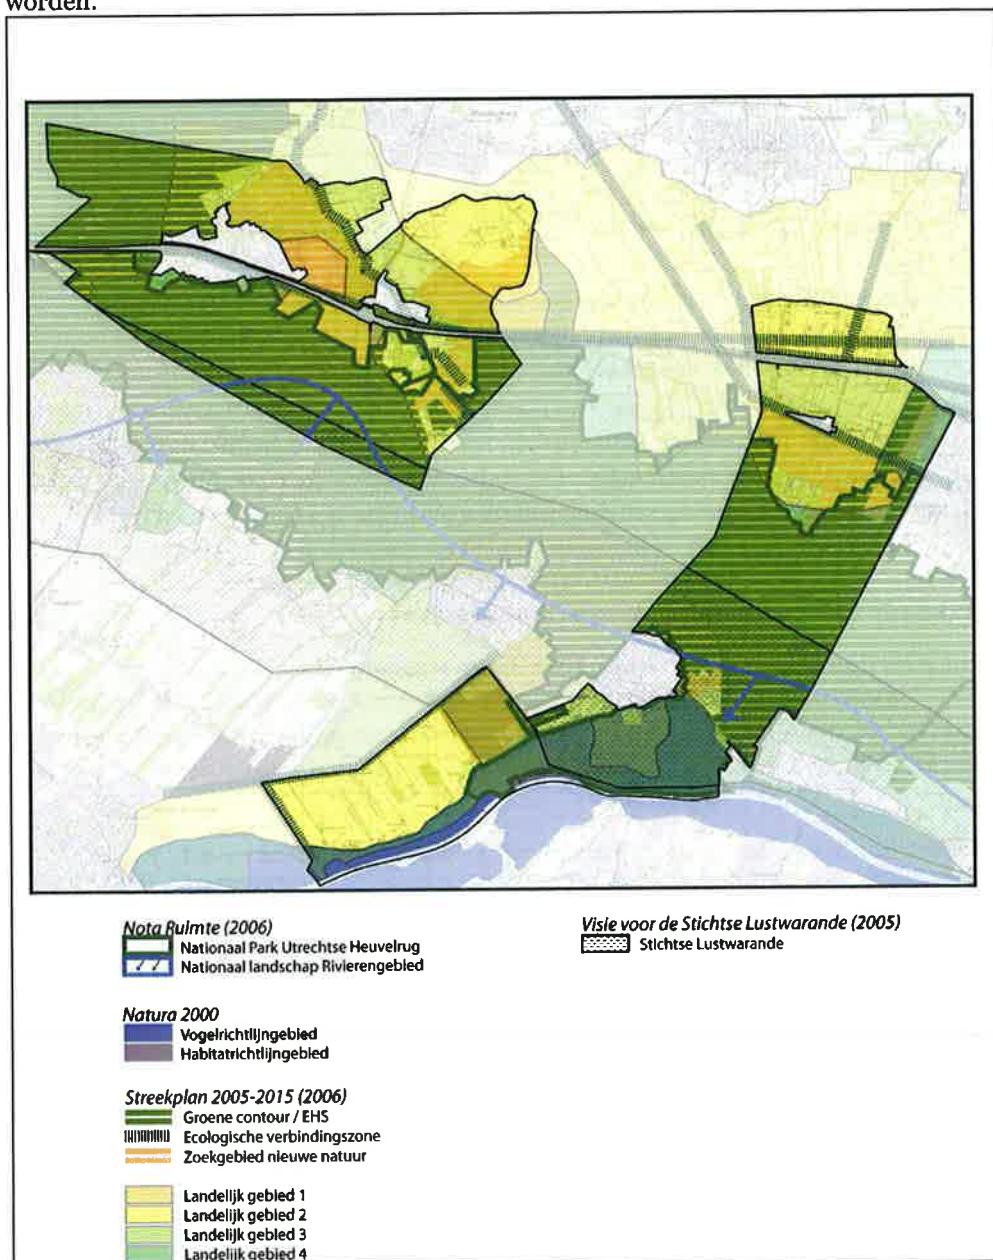 worden.
Nota Ruimte (2006)
Nationaal Park Utrechtse Heuvelrug
Nationaal landschap Rivierengebied
Natura 2000
Vogelrichtlijngebied
Habitatrichtlijngebied
Streekplan 2005-2015 (2006)
Groene contour / EHS
Ecologische verbindingszone
Zoekgebied nieuwe natuur
Landelijk gebied 1
Landelijk gebied 2
Landelijk gebied 3
Landelijk gebied 4
Visie voor de Stichtse Lustwarande (2005)
Stichtse Lustwarande